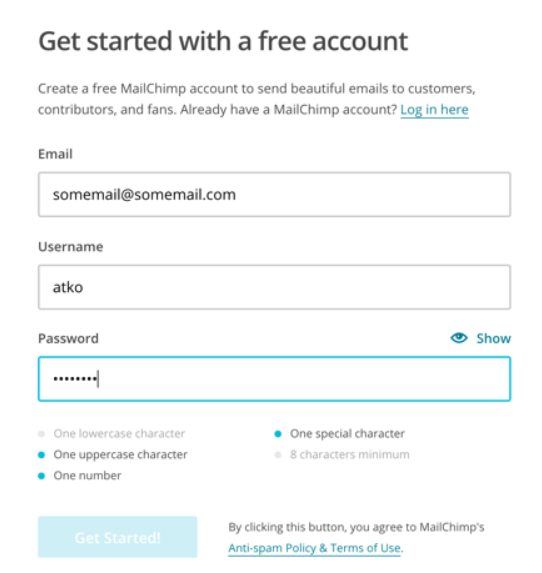 Get started with a free account
Create a free MailChimp account to send beautiful emails to customers,
contributors, and fans. Already have a MailChimp account? Log in here
Email
somemail@somemail.com
Username
atko
Password
Show
••••••••
One lowercase character
One special character
One uppercase character
8 characters minimum
One number
Get Started!
By clicking this button, you agree to MailChimp's
Anti-spam Policy & Terms of Use.